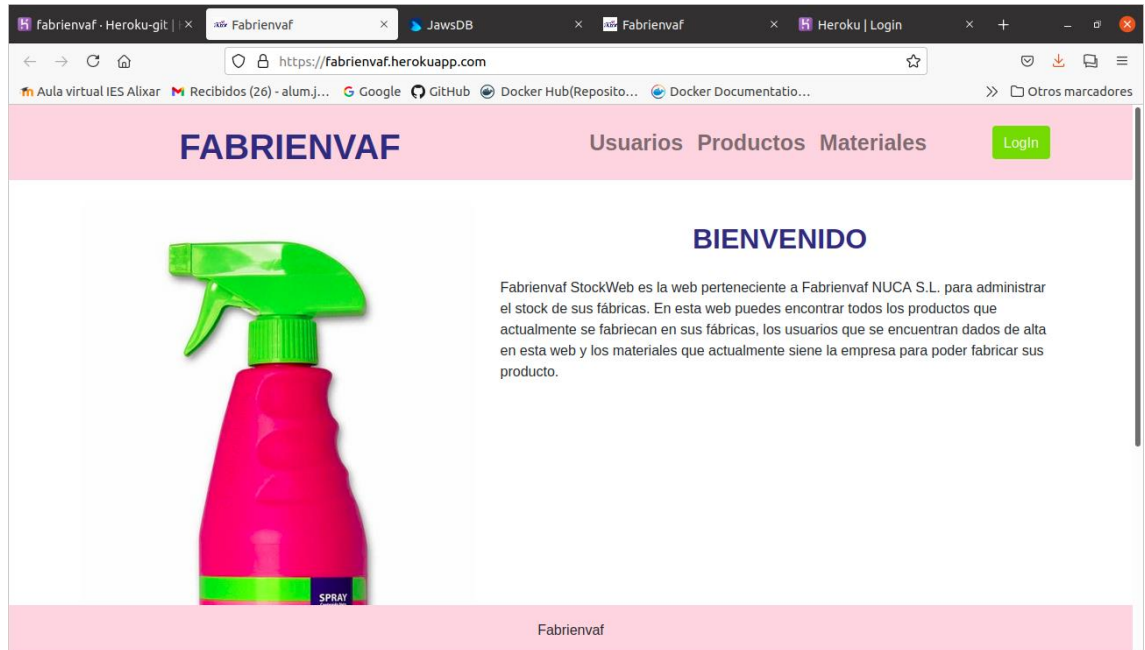 fabrienvaf · Heroku-git |
Fabrienvaf
JawsDB
Fabrienvaf
Heroku | Login
https://fabrienvaf.herokuapp.com
Aula virtual IES Alixar
Recibidos (26) - alum.j…
Google
GitHub
Docker Hub(Reposito…
Docker Documentatio…
Otros marcadores
FABRIENVAF
Usuarios Productos Materiales
LogIn
BIENVENIDO
Fabrienvaf StockWeb es la web perteneciente a Fabrienvaf NUCA S.L. para administrar
el stock de sus fábricas. En esta web puedes encontrar todos los productos que
actualmente se fabriecan en sus fábricas, los usuarios que se encuentran dados de alta
en esta web y los materiales que actualmente siene la empresa para poder fabricar sus
producto.
SPRAY
Fabrienvaf